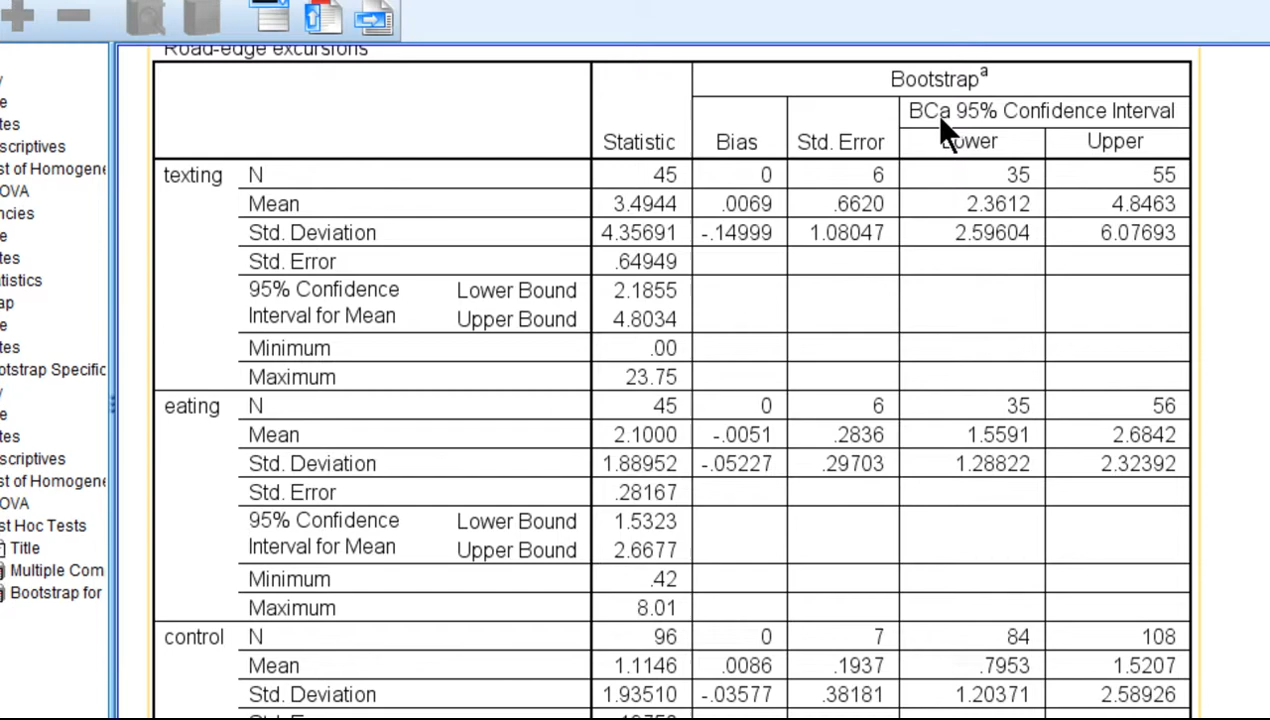 Road-edge excursions
Bootstrapa
BCa 95% Confidence Interval
Statistic Bias Std. Error Lower Upper
texting N 45 0 6 35 55
Mean 3.4944 .0069 .6620 2.3612 4.8463
Std. Deviation 4.35691 -.14999 1.08047 2.59604 6.07693
Std. Error .64949
95% Confidence Interval for Mean Lower Bound 2.1855
Upper Bound 4.8034
Minimum .00
Maximum 23.75
eating N 45 0 6 35 56
Mean 2.1000 -.0051 .2836 1.5591 2.6842
Std. Deviation 1.88952 -.05227 .29703 1.28822 2.32392
Std. Error .28167
95% Confidence Interval for Mean Lower Bound 1.5323
Upper Bound 2.6677
Minimum .42
Maximum 8.01
control N 96 0 7 84 108
Mean 1.1146 .0086 .1937 .7953 1.5207
Std. Deviation 1.93510 -.03577 .38181 1.20371 2.58926
y
e
tes
scriptives
st of Homogene
OVA
ncies
e
tes
tistics
ap
e
tes
otstrap Specific
y
e
tes
scriptives
st of Homogene
OVA
st Hoc Tests
Title
Multiple Com
Bootstrap for